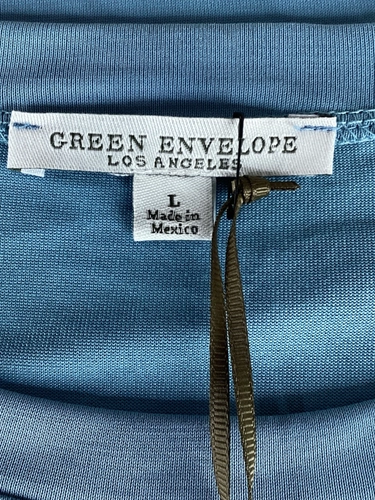 GREEN ENVELOPE
LOS ANGELES
L
Made in
Mexico